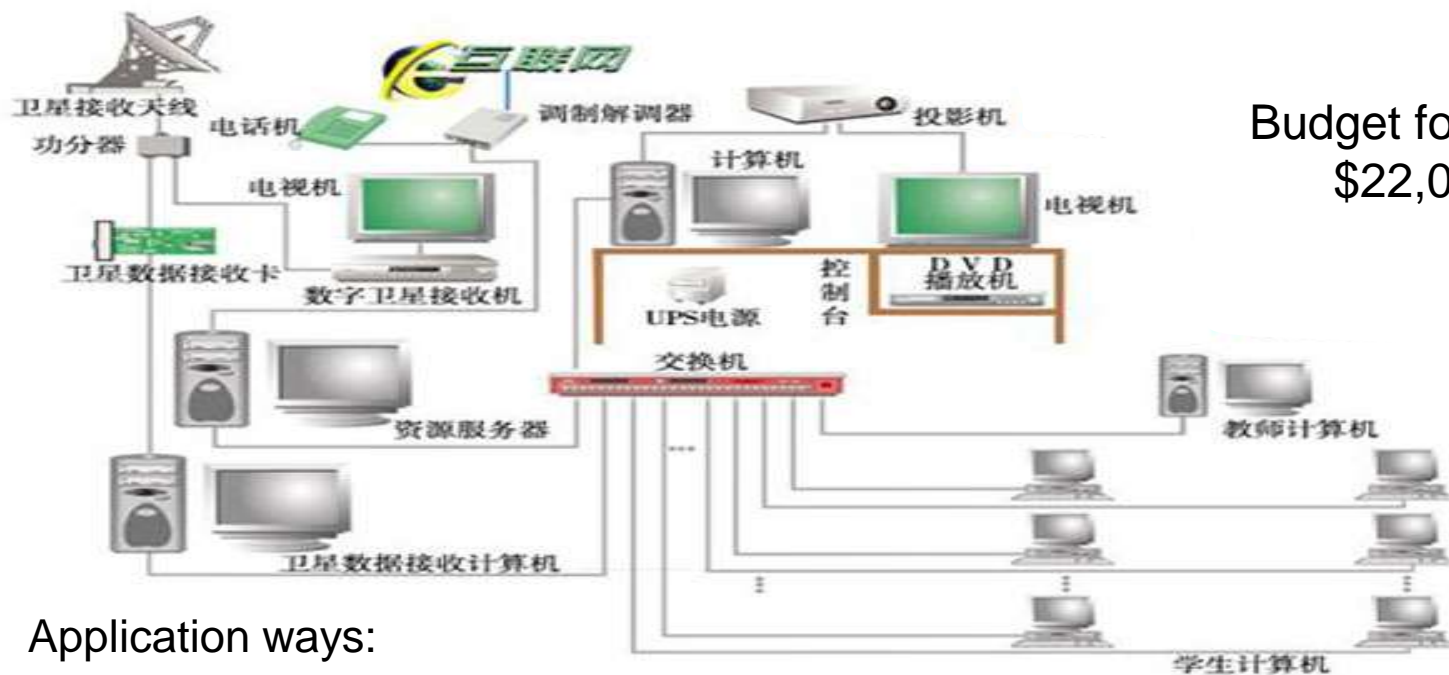 互联网
卫星接收天线
电话机
调制解调器
投影机
Budget fo
功分器
计算机
$22,0
电视机
电视机
卫星数据接收卡
数字卫星接收机
控制台
DVD
播放机
UPS电源
交换机
资源服务器
教师计算机
卫星数据接收计算机
Application ways:
学生计算机